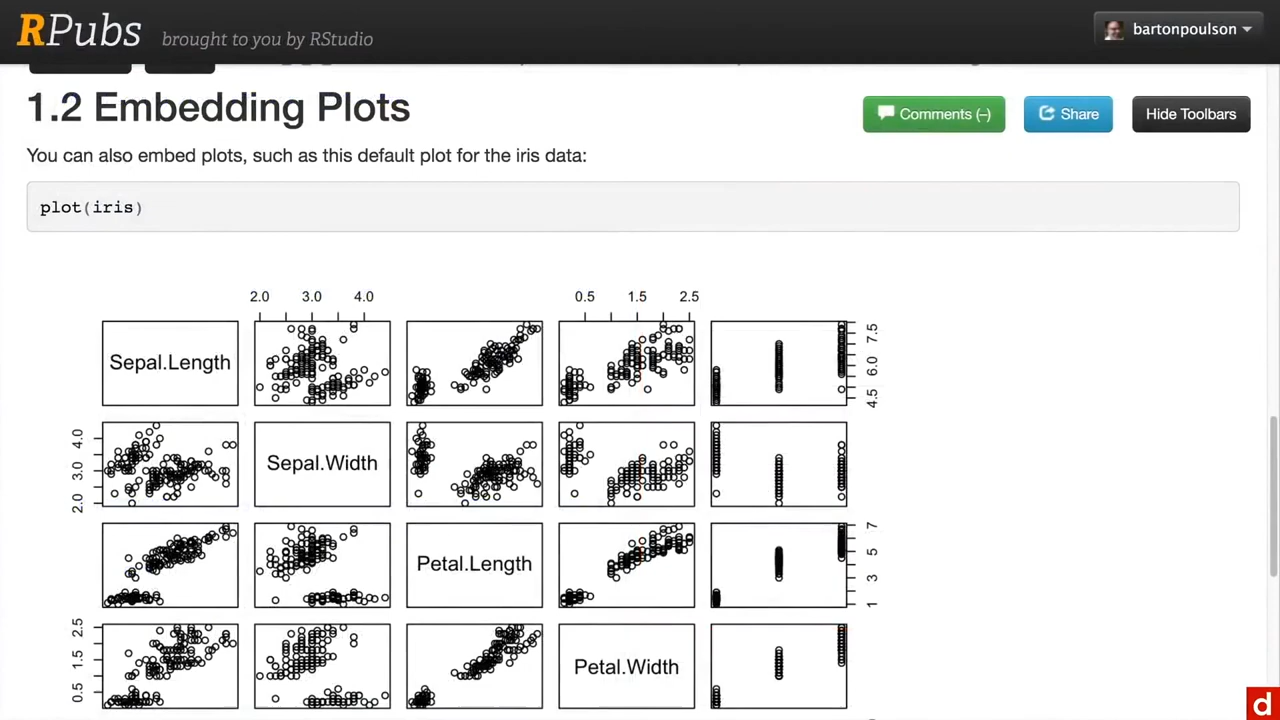 RPubs brought to you by RStudio
bartonpoulson
1.2 Embedding Plots
Comments (–)
Share
Hide Toolbars
You can also embed plots, such as this default plot for the iris data:
plot(iris)
2.0 3.0 4.0
0.5 1.5 2.5
Sepal.Length
4.5 6.0 7.5
2.0 3.0 4.0
Sepal.Width
Petal.Length
1 3 5 7
0.5 1.5 2.5
Petal.Width
d